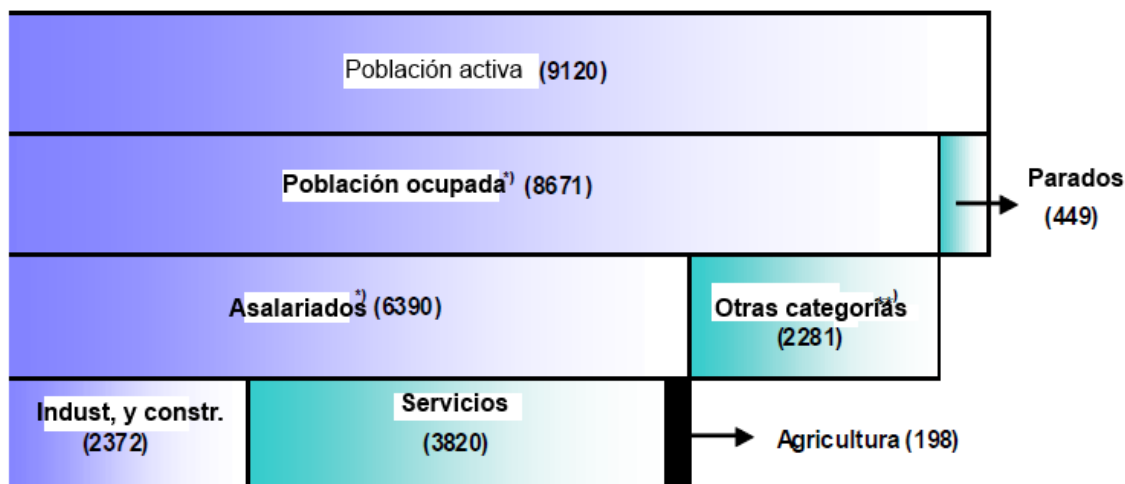 Población activa (9120)
Población ocupada*) (8671)
Parados
(449)
Asalariados*) (6390)
Otras categorías**)
(2281)
Indust, y constr.
(2372)
Servicios
(3820)
Agricultura (198)